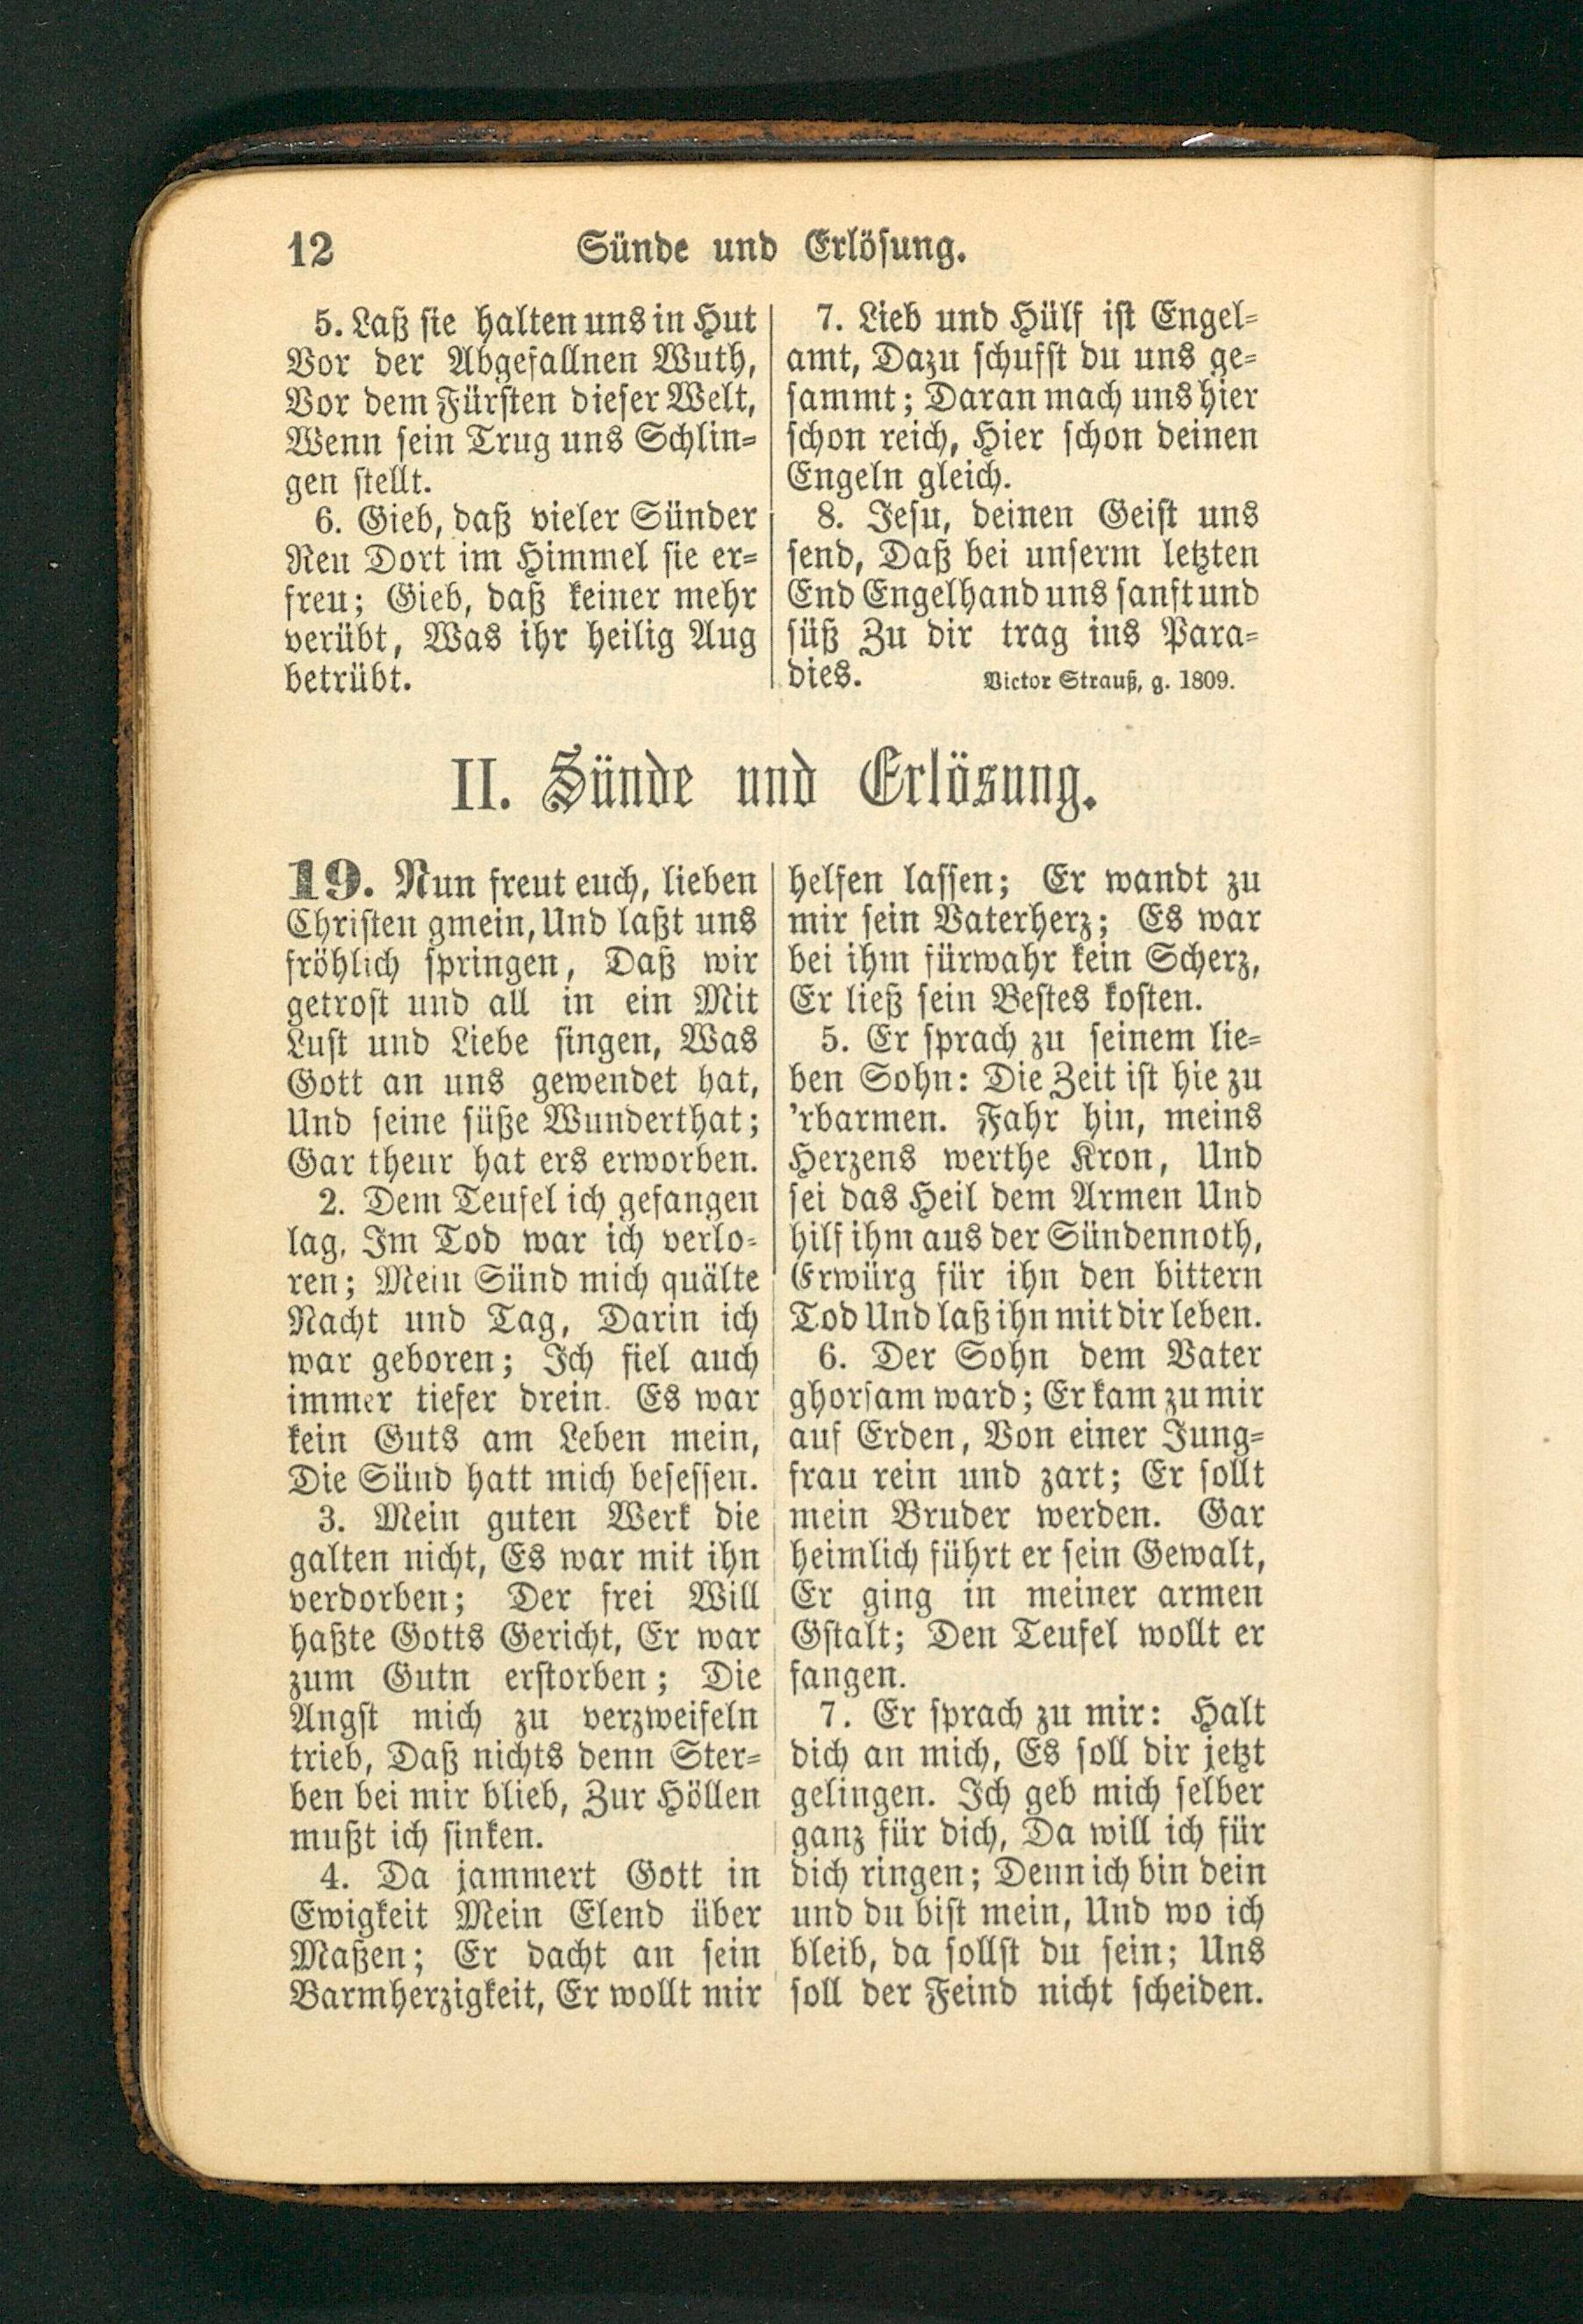 12 Sünde und Erlösung.
5. Laß sie halten uns in Hut
Vor der Abgefallnen Wuth,
Vor dem Fürsten dieser Welt,
Wenn sein Trug uns Schlin-
gen stellt.
6. Gieb, daß vieler Sünder
Reu Dort im Himmel sie er-
freu; Gieb, daß keiner mehr
verübt, Was ihr heilig Aug
betrübt.
7. Lieb und Hülf ist Engel-
amt, Dazu schufst du uns ge-
sammt; Daran mach uns hier
schon reich, Hier schon deinen
Engeln gleich.
8. Jesu, deinen Geist uns
send, Daß bei unserm letzten
End Engelhand uns sanft und
süß Zu dir trag ins Para-
dies. Victor Strauß, g. 1809.
II. Sünde und Erlösung.
19. Nun freut euch, lieben
Christen gmein, Und laßt uns
fröhlich springen, Daß wir
getrost und all in ein Mit
Lust und Liebe singen, Was
Gott an uns gewendet hat,
Und seine süße Wunderthat;
Gar theur hat ers erworben.
2. Dem Teufel ich gefangen
lag, Im Tod war ich verlo-
ren; Mein Sünd mich quälte
Nacht und Tag, Darin ich
war geboren; Ich fiel auch
immer tiefer drein. Es war
kein Guts am Leben mein,
Die Sünd hatt mich besessen.
3. Mein guten Werk die
galten nicht, Es war mit ihn
verdorben; Der frei Will
haßte Gotts Gericht, Er war
zum Gutn erstorben; Die
Angst mich zu verzweifeln
trieb, Daß nichts denn Ster-
ben bei mir blieb, Zur Höllen
mußt ich sinken.
4. Da jammert Gott in
Ewigkeit Mein Elend über
Maßen; Er dacht an sein
Barmherzigkeit, Er wollt mir
helfen lassen; Er wandt zu
mir sein Vaterherz; Es war
bei ihm fürwahr kein Scherz,
Er ließ sein Bestes kosten.
5. Er sprach zu seinem lie-
ben Sohn: Die Zeit ist hie zu
'rbarmen. Fahr hin, meins
Herzens werthe Kron, Und
sei das Heil dem Armen Und
hilf ihm aus der Sündennoth,
Erwürg für ihn den bittern
Tod Und laß ihn mit dir leben.
6. Der Sohn dem Vater
ghorsam ward; Er kam zu mir
auf Erden, Von einer Jung-
frau rein und zart; Er sollt
mein Bruder werden. Gar
heimlich führt er sein Gewalt,
Er ging in meiner armen
Gstalt; Den Teufel wollt er
fangen.
7. Er sprach zu mir: Halt
dich an mich, Es soll dir jetzt
gelingen. Ich geb mich selber
ganz für dich, Da will ich für
dich ringen; Denn ich bin dein
und du bist mein, Und wo ich
bleib, da sollst du sein; Uns
soll der Feind nicht scheiden.